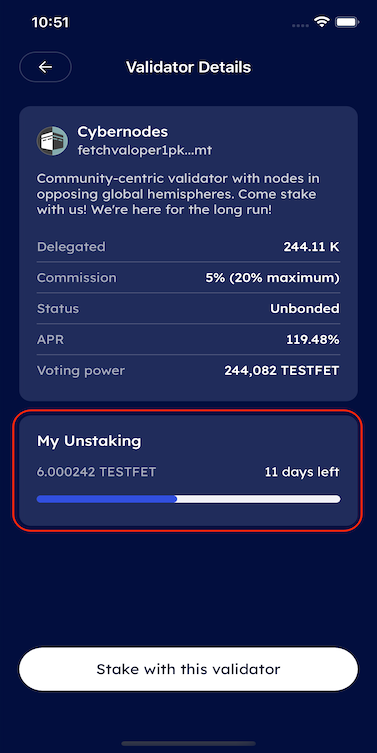 10:51
Validator Details
Cybernodes
fetchvaloper1pk...mt
Community-centric validator with nodes in
opposing global hemispheres. Come stake
with us! We're here for the long run!
Delegated 244.11 K
Commission 5% (20% maximum)
Status Unbonded
APR 119.48%
Voting power 244,082 TESTFET
My Unstaking
6.000242 TESTFET 11 days left
Stake with this validator